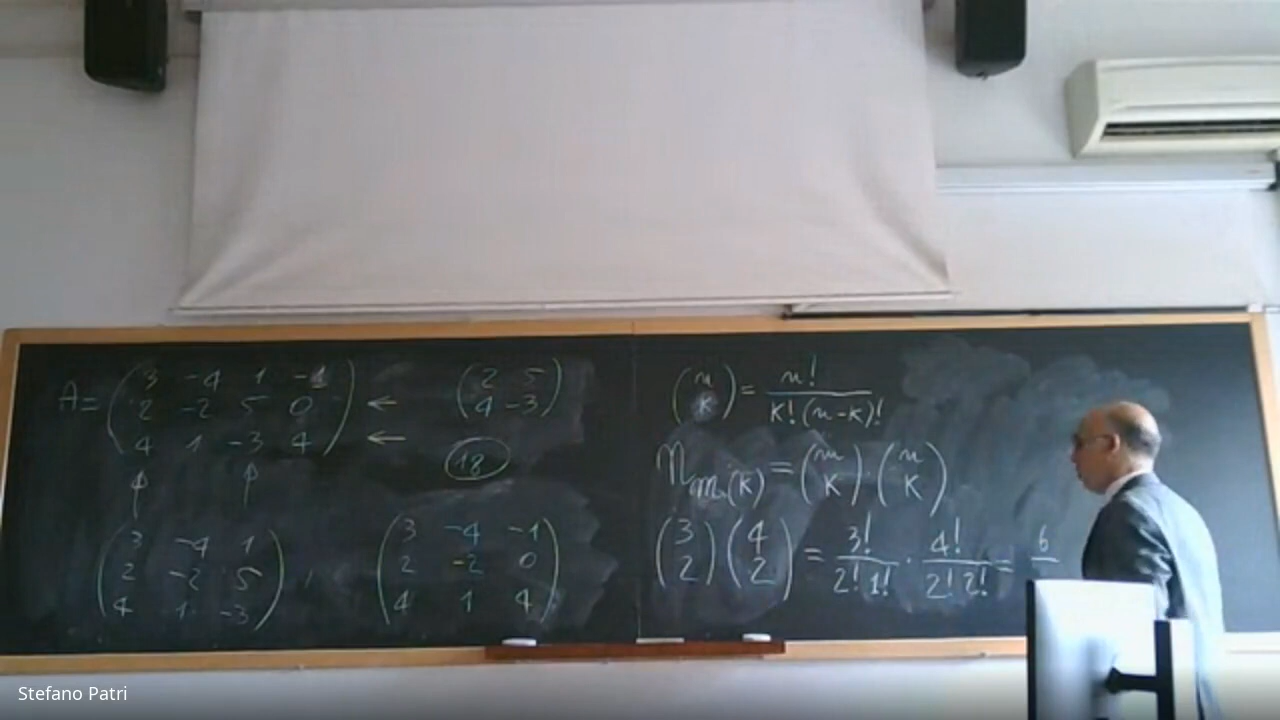 A = ( 3 -4 1 -1
2 -2 5 0
4 1 -3 4 ) ← ←
( 2 5
4 -3 )
18
( 3 -4 1
2 -2 5
4 1 -3 ) ,
( 3 -4 -1
2 -2 0
4 1 4 )
(n k) = n! / k!(n-k)!
N m.(k) = (m k) · (n k)
(3 2) (4 2) = 3! / 2! 1! · 4! / 2! 2! = 6
Stefano Patri